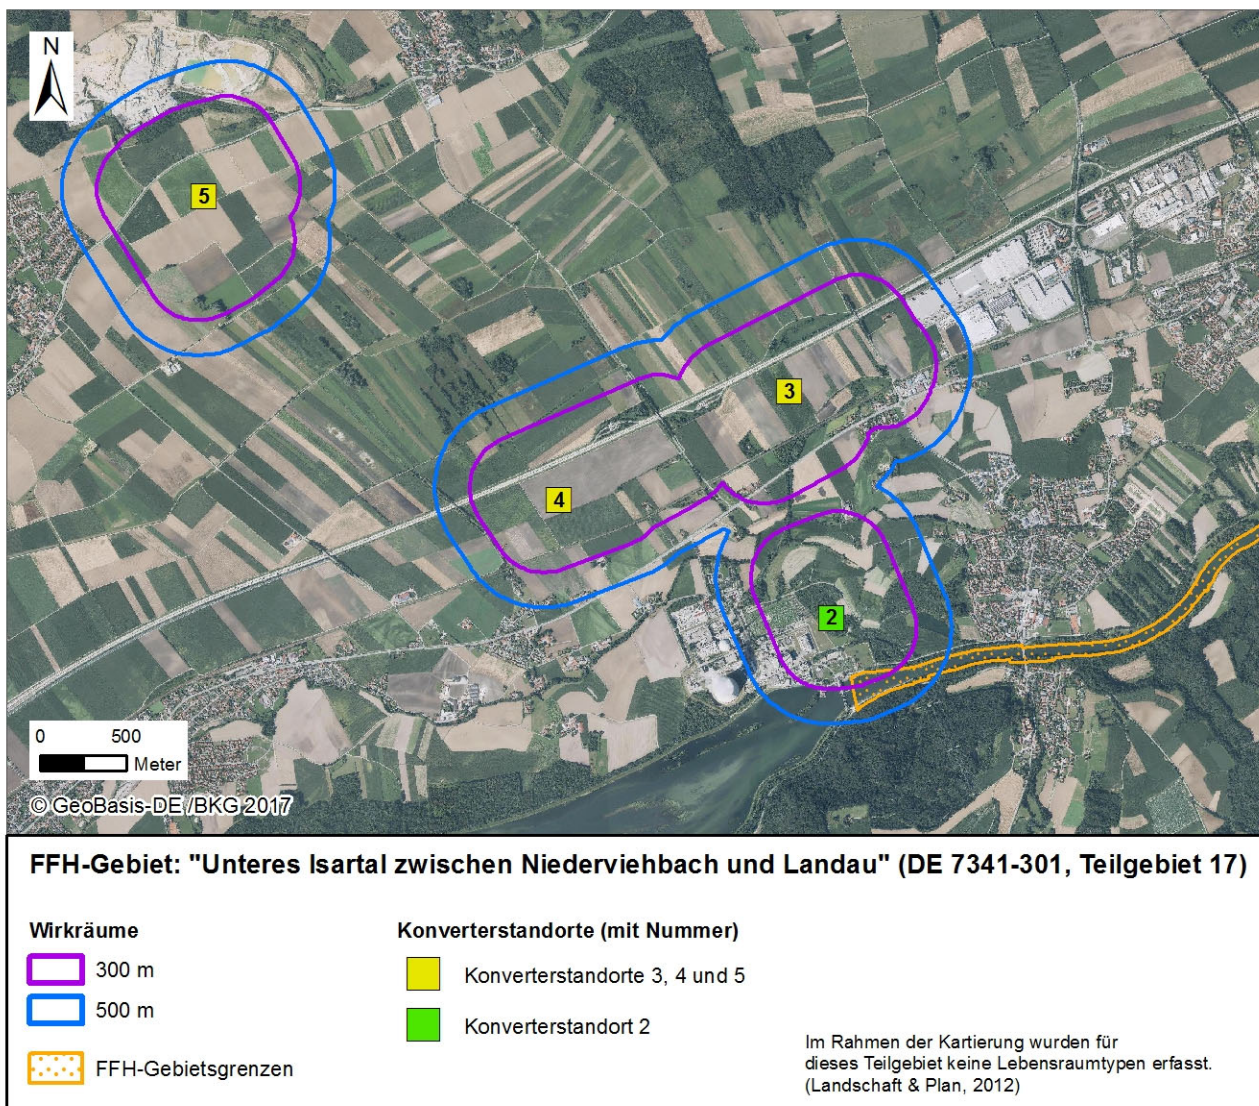 N
5
3
4
2
0 500
Meter
© GeoBasis-DE /BKG 2017
FFH-Gebiet: "Unteres Isartal zwischen Niederviehbach und Landau" (DE 7341-301, Teilgebiet 17)
Wirkräume
300 m
500 m
FFH-Gebietsgrenzen
Konverterstandorte (mit Nummer)
Konverterstandorte 3, 4 und 5
Konverterstandort 2
Im Rahmen der Kartierung wurden für
dieses Teilgebiet keine Lebensraumtypen erfasst.
(Landschaft & Plan, 2012)